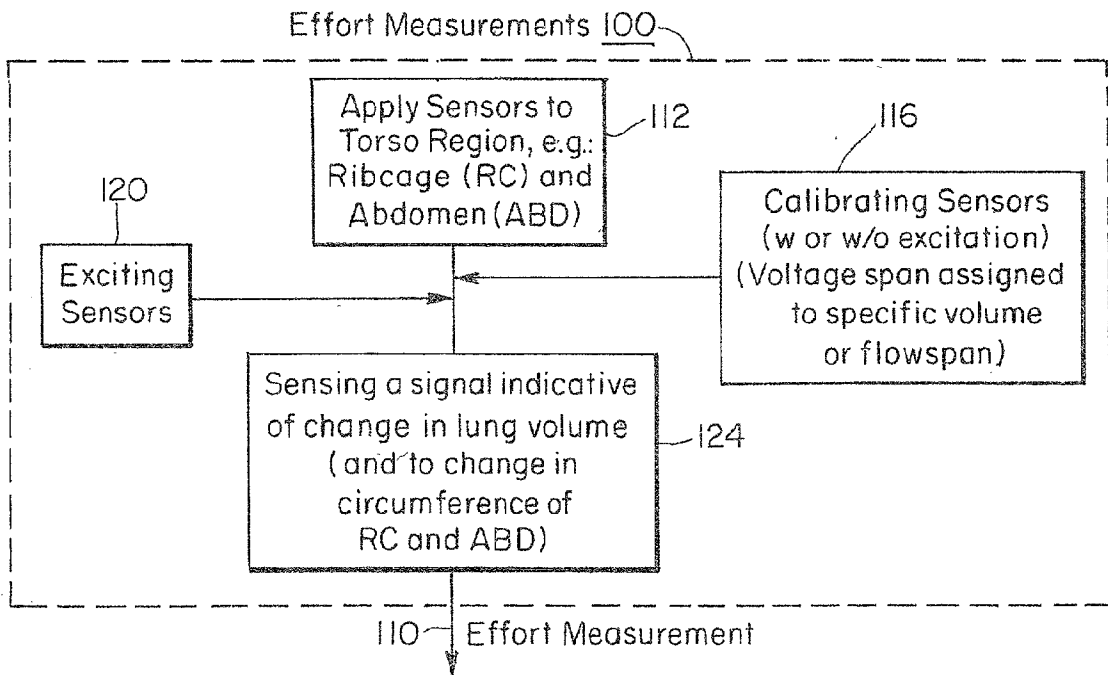 Effort Measurements 100
Apply Sensors to
Torso Region, e.g.:
Ribcage (RC) and
Abdomen (ABD)
112
116
120
Exciting
Sensors
Calibrating Sensors
(w or w/o excitation)
(Voltage span assigned
to specific volume
or flowspan)
Sensing a signal indicative
of change in lung volume
(and to change in
circumference of
RC and ABD)
124
110
Effort Measurement